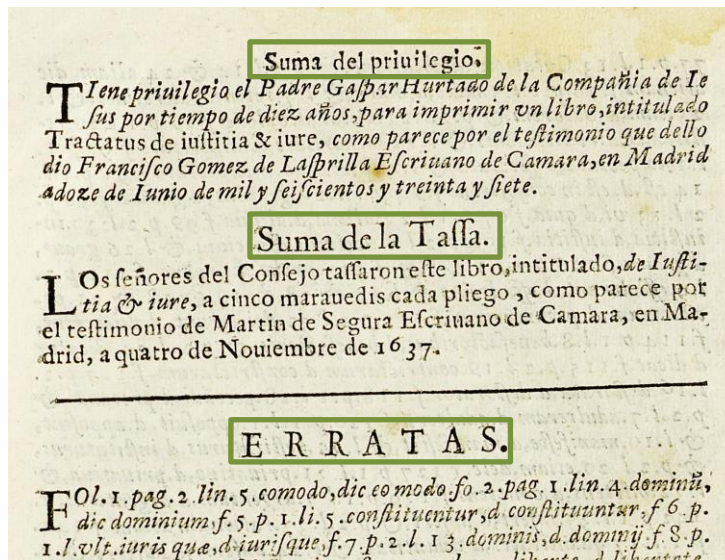 Suma del priuilegio.
TIene priuilegio el Padre Gaſpar Hurtado de la Compañia de Ie
ſus por tiempo de diez años, para imprimir vn libro, intitulado
Tractatus de iuſtitia & iure, como parece por el teſtimonio que dello
dio Franciſco Gomez de Laſprilla Eſcriuano de Camara, en Madrid
adoze de Iunio de mil y ſeiſcientos y treinta y ſiete.
Suma de la Taſſa.
LOs ſeñores del Conſejo taſſaron eſte libro, intitulado, de Iuſti-
tia & iure, a cinco marauedis cada pliego , como parece por
el teſtimonio de Martin de Segura Eſcriuano de Camara, en Ma-
drid, a quatro de Nouiembre de 1637.
ERRATAS.
FOl. 1. pag. 2. lin. 5. comodo, dic eo modo. fo. 2. pag. 1. lin. 4. dominũ,
dic dominium. f. 5. p. 1. li. 5. conſtituentur, d. conſtituuntur. f 6. p.
1. l. vlt. iuris quæ, d. iuriſque. f. 7. p. 2. l. 13. dominis, d. dominij. f. 8. p.